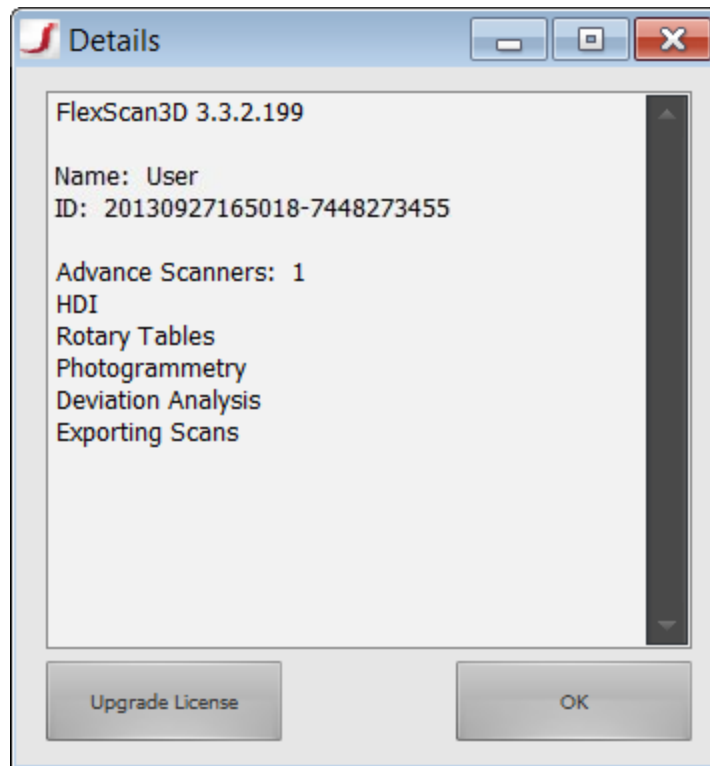 Details
FlexScan3D 3.3.2.199
Name: User
ID: 20130927165018-7448273455
Advance Scanners: 1
HDI
Rotary Tables
Photogrammetry
Deviation Analysis
Exporting Scans
Upgrade License
OK